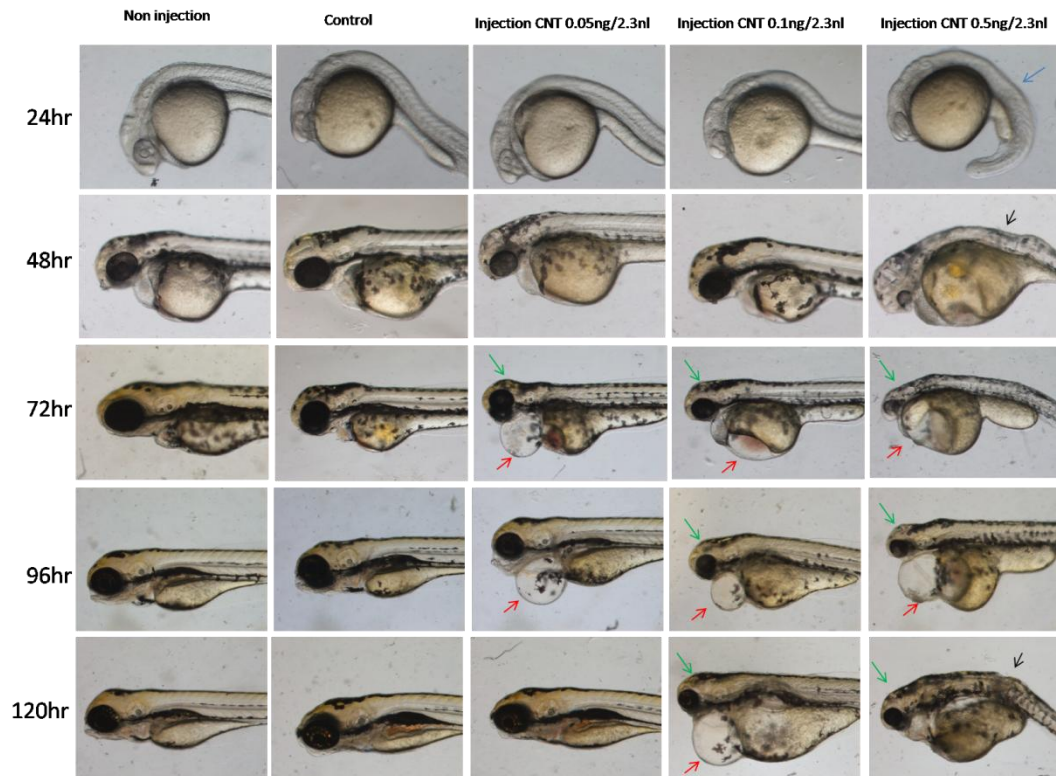 Non injection
Control
Injection CNT 0.05ng/2.3nl
Injection CNT 0.1ng/2.3nl
Injection CNT 0.5ng/2.3nl
24hr
48hr
72hr
96hr
120hr